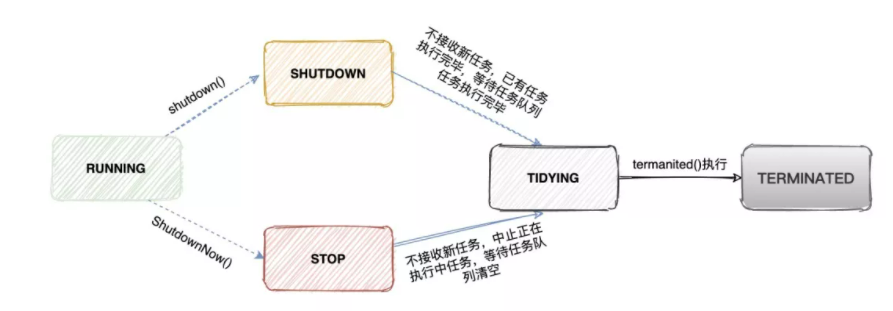 RUNNING
shutdown()
SHUTDOWN
不接收新任务，已有任务
执行完毕，等待任务队列
任务执行完毕
ShutdownNow()
STOP
不接收新任务，中止正在
执行中任务，等待任务队
列清空
TIDYING
termanited()执行
TERMINATED